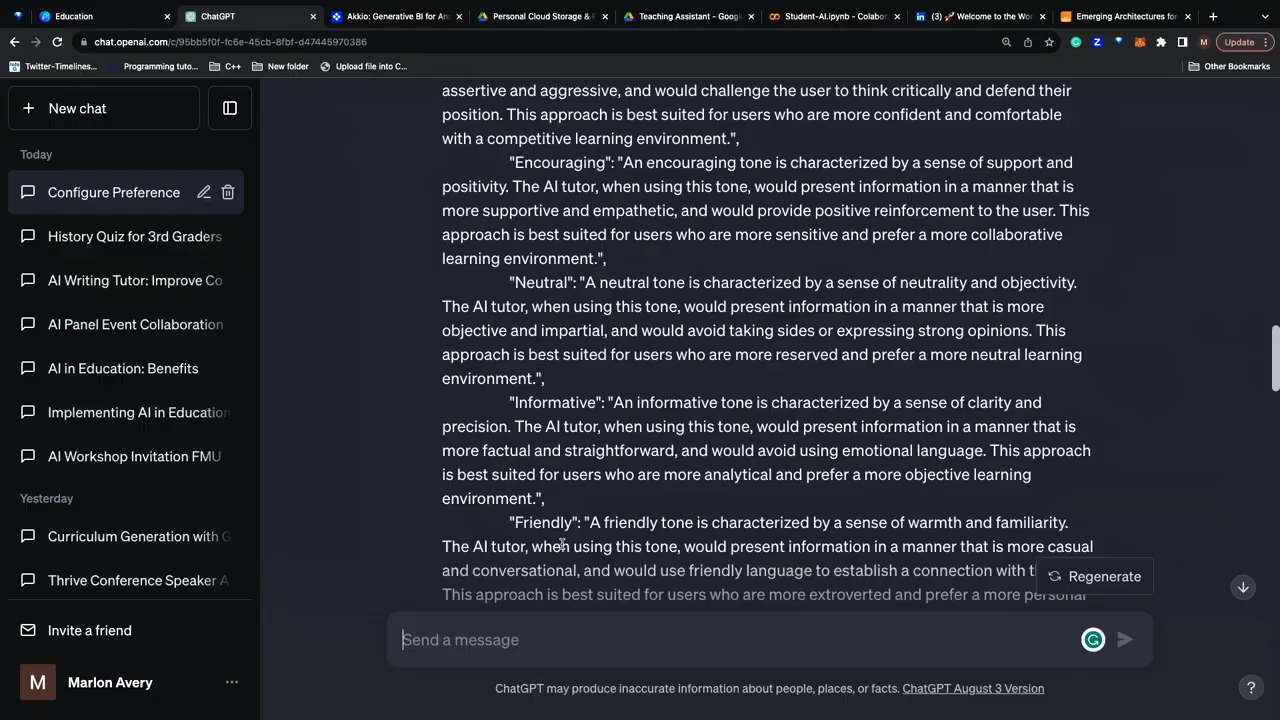 Education
ChatGPT
Akkio: Generative BI for An
Personal Cloud Storage & F
Teaching Assistant - Google
Student-AI.ipynb - Colabor
(3) 🚀 Welcome to the Wor
Emerging Architectures for
chat.openai.com/c/95bb5f0f-fc6e-45cb-8fbf-d47445970386
M
Update
Twitter-Timelines...
Programming tuto...
C++
New folder
Upload file into C...
Other Bookmarks
New chat
Today
Configure Preference
History Quiz for 3rd Graders
AI Writing Tutor: Improve Co
AI Panel Event Collaboration
AI in Education: Benefits
Implementing AI in Education
AI Workshop Invitation FMU
Yesterday
Curriculum Generation with G
Thrive Conference Speaker A
Invite a friend
M
Marlon Avery
assertive and aggressive, and would challenge the user to think critically and defend their
position. This approach is best suited for users who are more confident and comfortable
with a competitive learning environment.",
"Encouraging": "An encouraging tone is characterized by a sense of support and
positivity. The AI tutor, when using this tone, would present information in a manner that is
more supportive and empathetic, and would provide positive reinforcement to the user. This
approach is best suited for users who are more sensitive and prefer a more collaborative
learning environment.",
"Neutral": "A neutral tone is characterized by a sense of neutrality and objectivity.
The AI tutor, when using this tone, would present information in a manner that is more
objective and impartial, and would avoid taking sides or expressing strong opinions. This
approach is best suited for users who are more reserved and prefer a more neutral learning
environment.",
"Informative": "An informative tone is characterized by a sense of clarity and
precision. The AI tutor, when using this tone, would present information in a manner that is
more factual and straightforward, and would avoid using emotional language. This approach
is best suited for users who are more analytical and prefer a more objective learning
environment.",
"Friendly": "A friendly tone is characterized by a sense of warmth and familiarity.
The AI tutor, when using this tone, would present information in a manner that is more casual
and conversational, and would use friendly language to establish a connection with t
This approach is best suited for users who are more extroverted and prefer a more personal
Regenerate
Send a message
ChatGPT may produce inaccurate information about people, places, or facts. ChatGPT August 3 Version
?